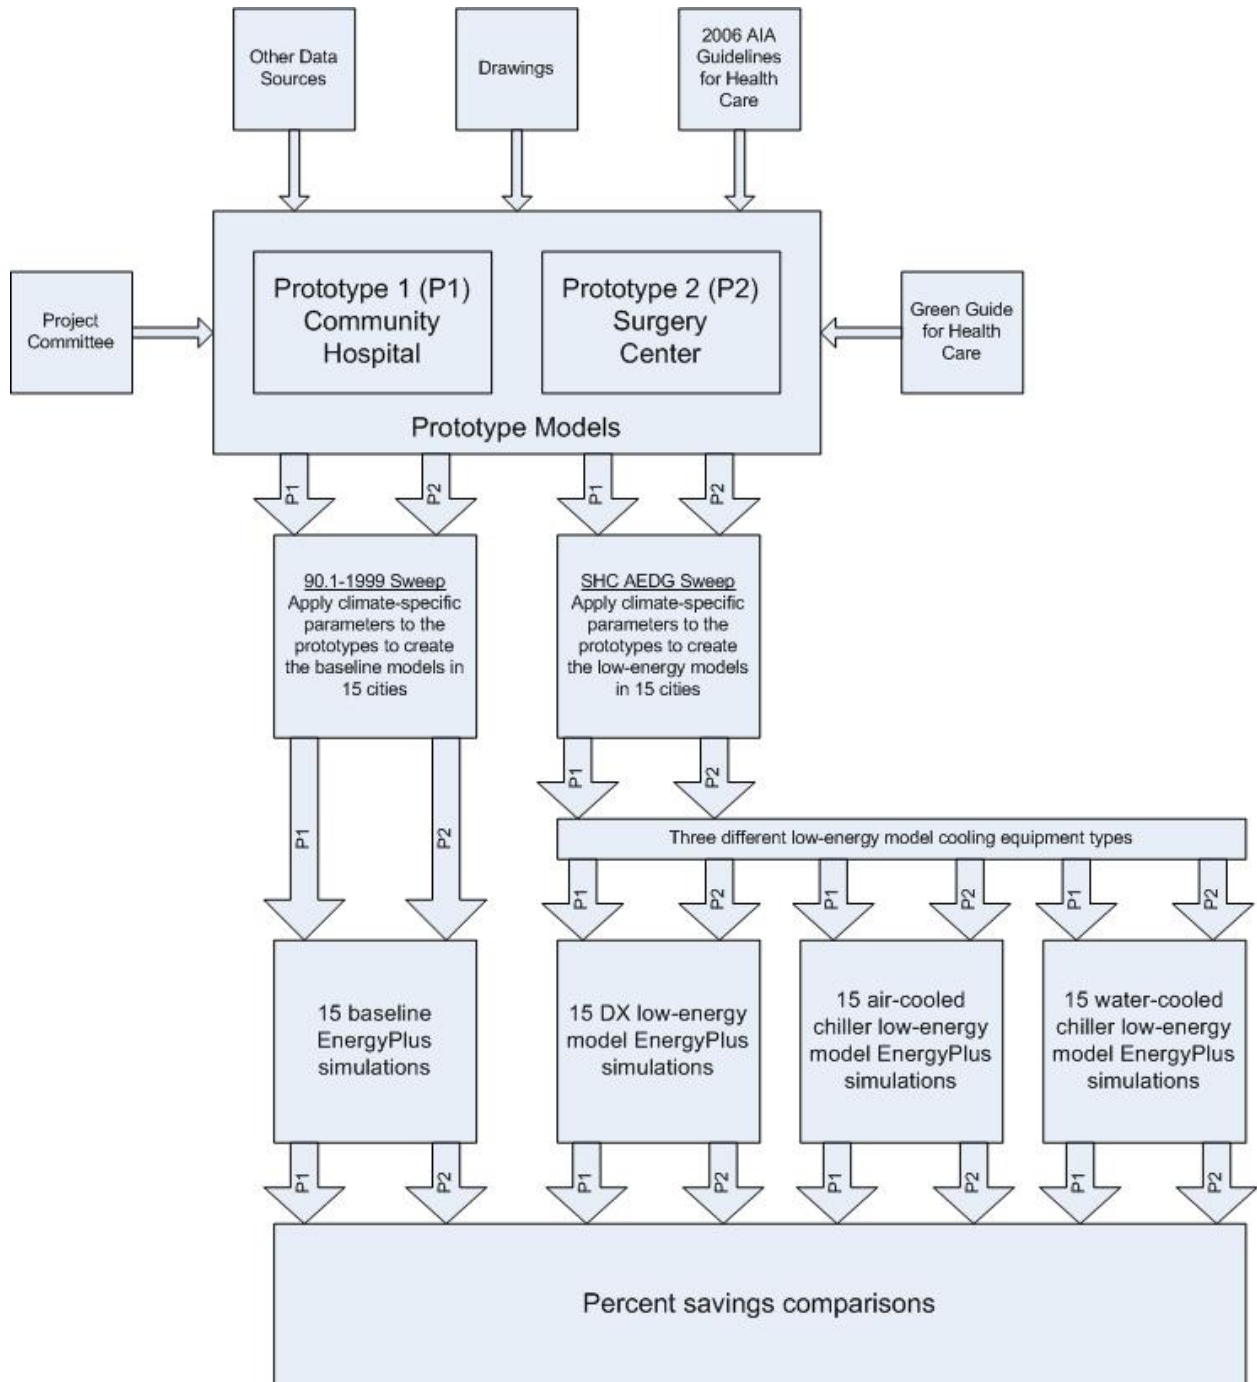 Other Data
Sources
Drawings
2006 AIA
Guidelines
for Health
Care
Project
Committee
Prototype 1 (P1)
Community
Hospital
Prototype 2 (P2)
Surgery
Center
Green Guide
for Health
Care
Prototype Models
P1
P2
P1
P2
90.1-1999 Sweep
Apply climate-specific
parameters to the
prototypes to create
the baseline models in
15 cities
SHC AEDG Sweep
Apply climate-specific
parameters to the
prototypes to create
the low-energy models
in 15 cities
P1
P2
P1
P2
Three different low-energy model cooling equipment types
P1
P2
P1
P2
P1
P2
15 baseline
EnergyPlus
simulations
15 DX low-energy
model EnergyPlus
simulations
15 air-cooled
chiller low-energy
model EnergyPlus
simulations
15 water-cooled
chiller low-energy
model EnergyPlus
simulations
P1
P2
P1
P2
P1
P2
P1
P2
Percent savings comparisons